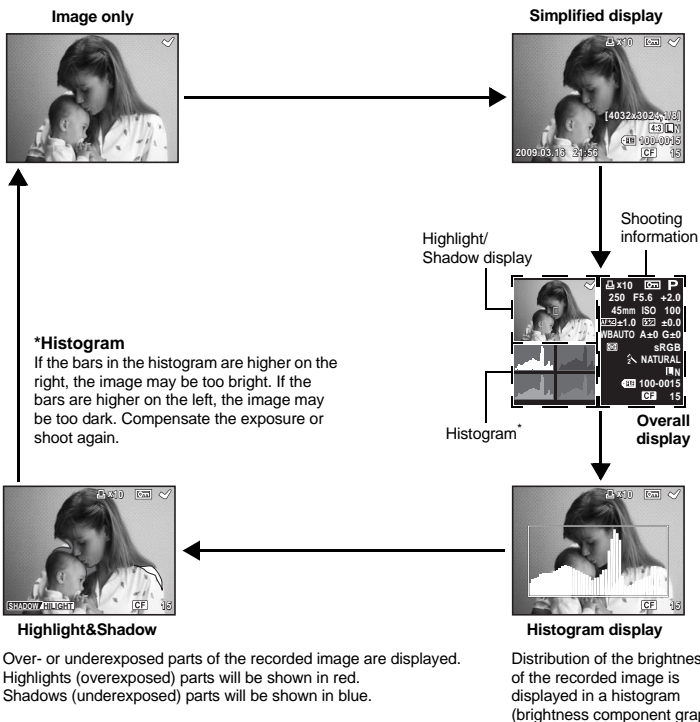 Image only
Simplified display
x10
[4032x3024,1/8]
4:3 L N
100-0015
2009.03.16 21:56 CF 15
Shooting
information
Highlight/
Shadow display
x10 P
250 F5.6 +2.0
45mm ISO 100
±1.0 ±0.0
WBAUTO A±0 G±0
sRGB
NATURAL
L N
100-0015
CF 15
Overall
display
Histogram*
*Histogram
If the bars in the histogram are higher on the
right, the image may be too bright. If the
bars are higher on the left, the image may
be too dark. Compensate the exposure or
shoot again.
x10
SHADOW/HILIGHT CF 15
Highlight&Shadow
Over- or underexposed parts of the recorded image are displayed.
Highlights (overexposed) parts will be shown in red.
Shadows (underexposed) parts will be shown in blue.
x10
CF 15
Histogram display
Distribution of the brightness
of the recorded image is
displayed in a histogram
(brightness component grap